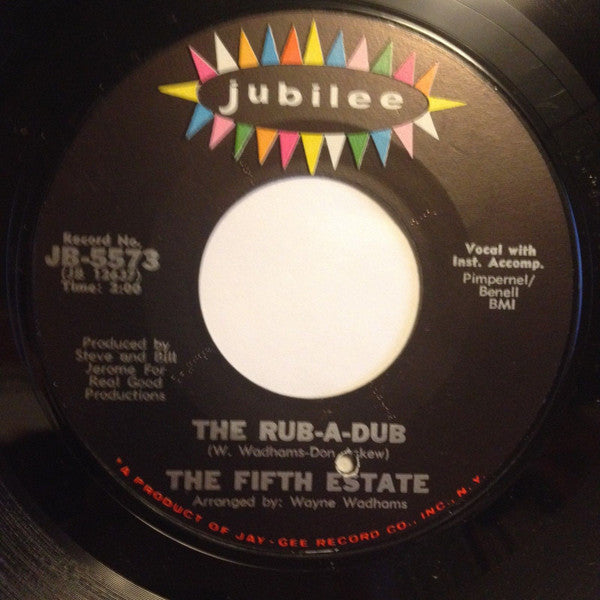 jubilee
Record No.
JB-5573
Time: 2:00
Vocal with
Inst. Accomp.
Pimpernel/
Benell
BMI
Produced by
Steve and Bill
Jerome For
Real Good
Productions
THE RUB-A-DUB
(W. Wadhams-Don
THE FIFTH ESTATE
Arranged by: Wayne Wadhams
"A PRODUCT OF JAY-GEE RECORD CO., INC., N.Y.